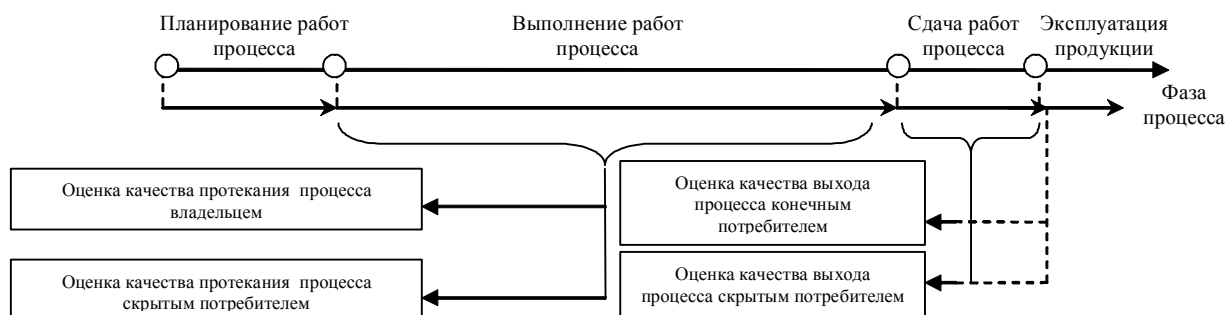 Планирование работ
процесса
Выполнение работ
процесса
Сдача работ
процесса
Эксплуатация
продукции
Фаза
процесса
Оценка качества протекания процесса
владельцем
Оценка качества выхода
процесса конечным
потребителем
Оценка качества протекания процесса
скрытым потребителем
Оценка качества выхода
процесса скрытым потребителем